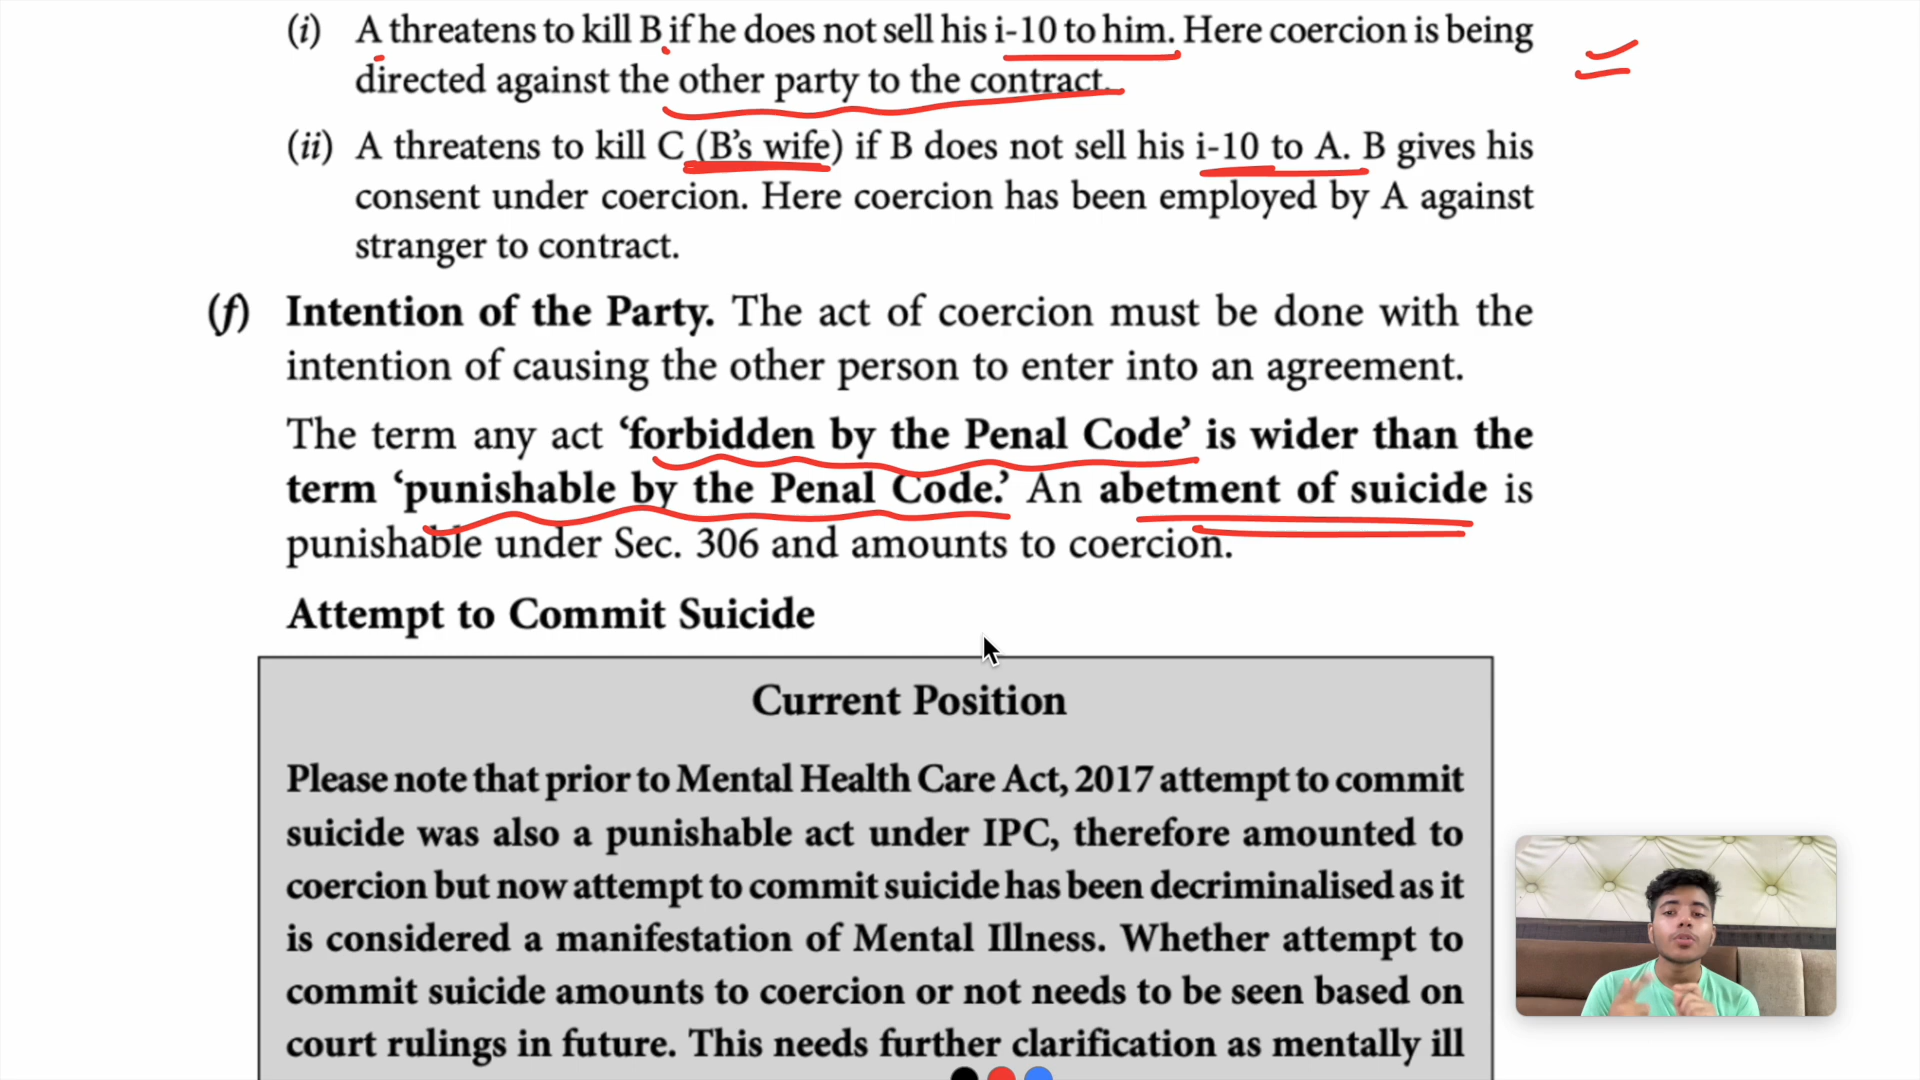 (i) A threatens to kill B if he does not sell his i-10 to him. Here coercion is being
directed against the other party to the contract.
(ii) A threatens to kill C (B’s wife) if B does not sell his i-10 to A. B gives his
consent under coercion. Here coercion has been employed by A against
stranger to contract.
(f) Intention of the Party. The act of coercion must be done with the
intention of causing the other person to enter into an agreement.
The term any act ‘forbidden by the Penal Code’ is wider than the
term ‘punishable by the Penal Code.’ An abetment of suicide is
punishable under Sec. 306 and amounts to coercion.
Attempt to Commit Suicide
Current Position
Please note that prior to Mental Health Care Act, 2017 attempt to commit
suicide was also a punishable act under IPC, therefore amounted to
coercion but now attempt to commit suicide has been decriminalised as it
is considered a manifestation of Mental Illness. Whether attempt to
commit suicide amounts to coercion or not needs to be seen based on
court rulings in future. This needs further clarification as mentally ill